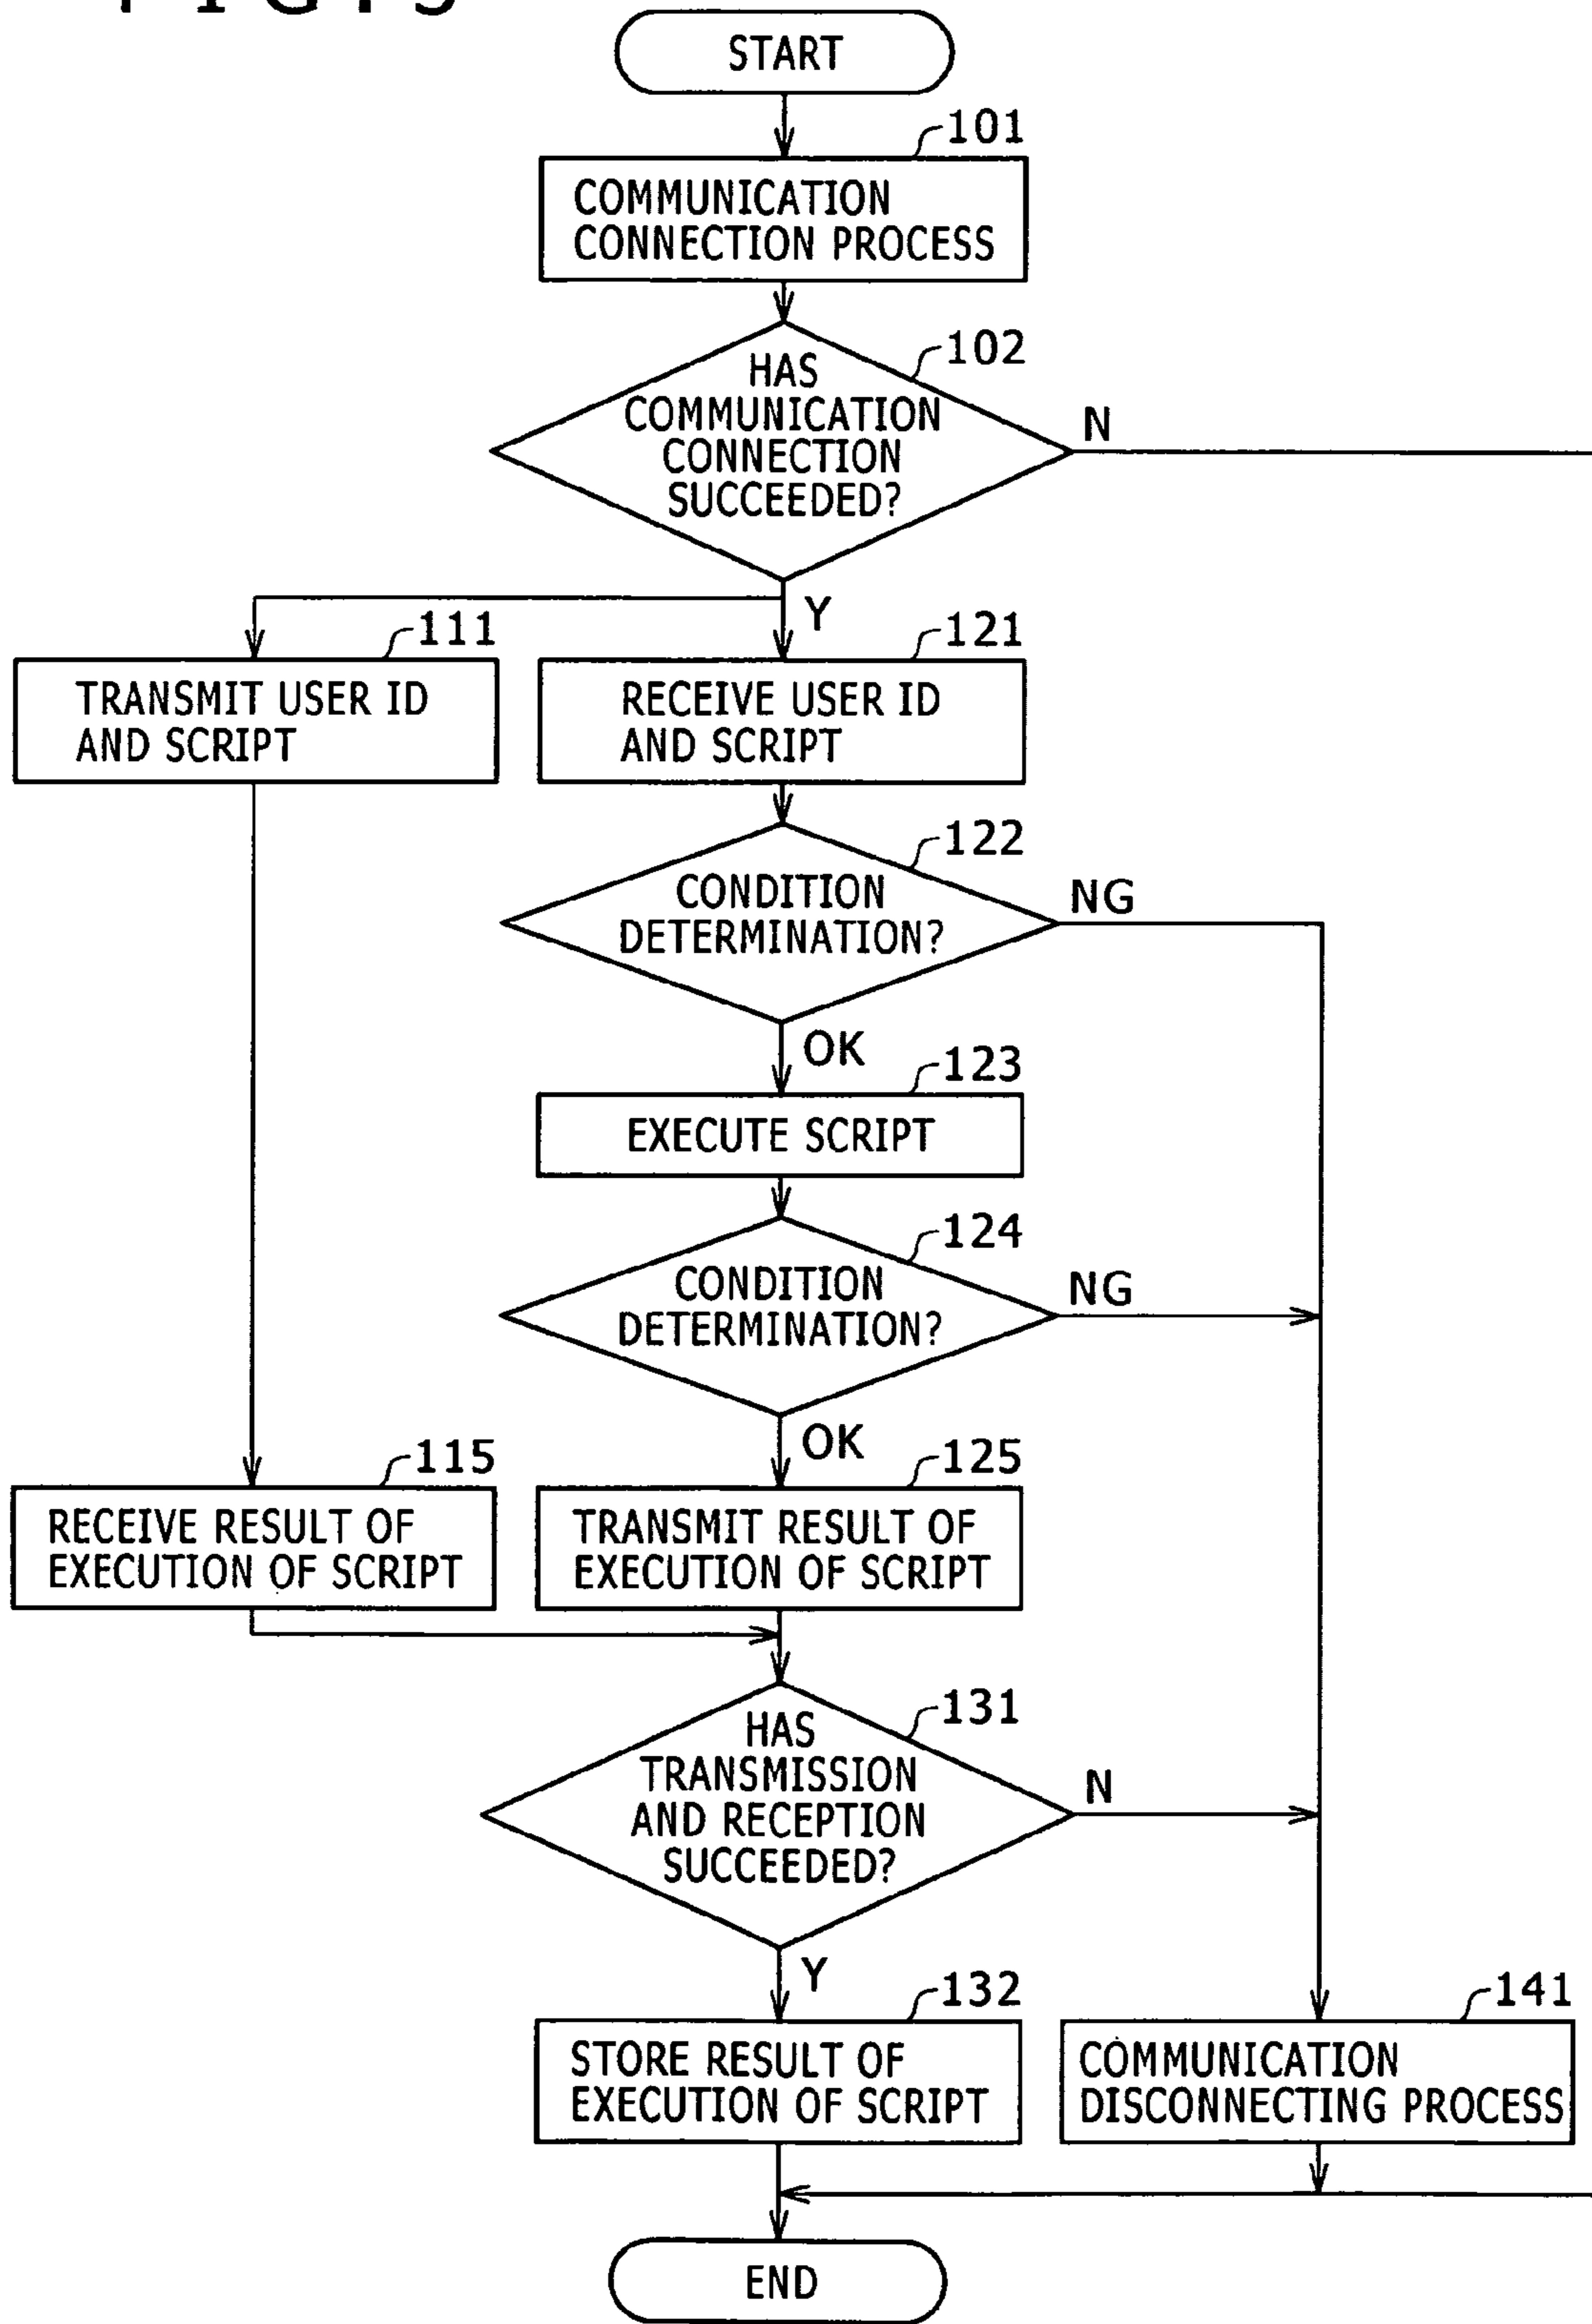 START
101
COMMUNICATION
CONNECTION PROCESS
102
HAS
COMMUNICATION
CONNECTION
SUCCEEDED?
N
Y
111
TRANSMIT USER ID
AND SCRIPT
121
RECEIVE USER ID
AND SCRIPT
122
CONDITION
DETERMINATION?
NG
OK
123
EXECUTE SCRIPT
124
CONDITION
DETERMINATION?
NG
OK
115
RECEIVE RESULT OF
EXECUTION OF SCRIPT
125
TRANSMIT RESULT OF
EXECUTION OF SCRIPT
131
HAS
TRANSMISSION
AND RECEPTION
SUCCEEDED?
N
Y
132
STORE RESULT OF
EXECUTION OF SCRIPT
141
COMMUNICATION
DISCONNECTING PROCESS
END